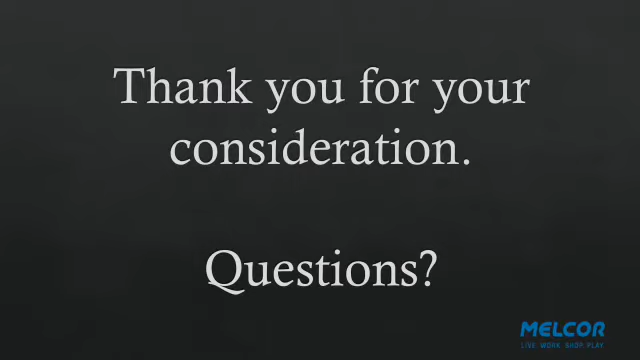 Thank you for your
consideration.
Questions?
MELCOR
LIVE. WORK. SHOP. PLAY